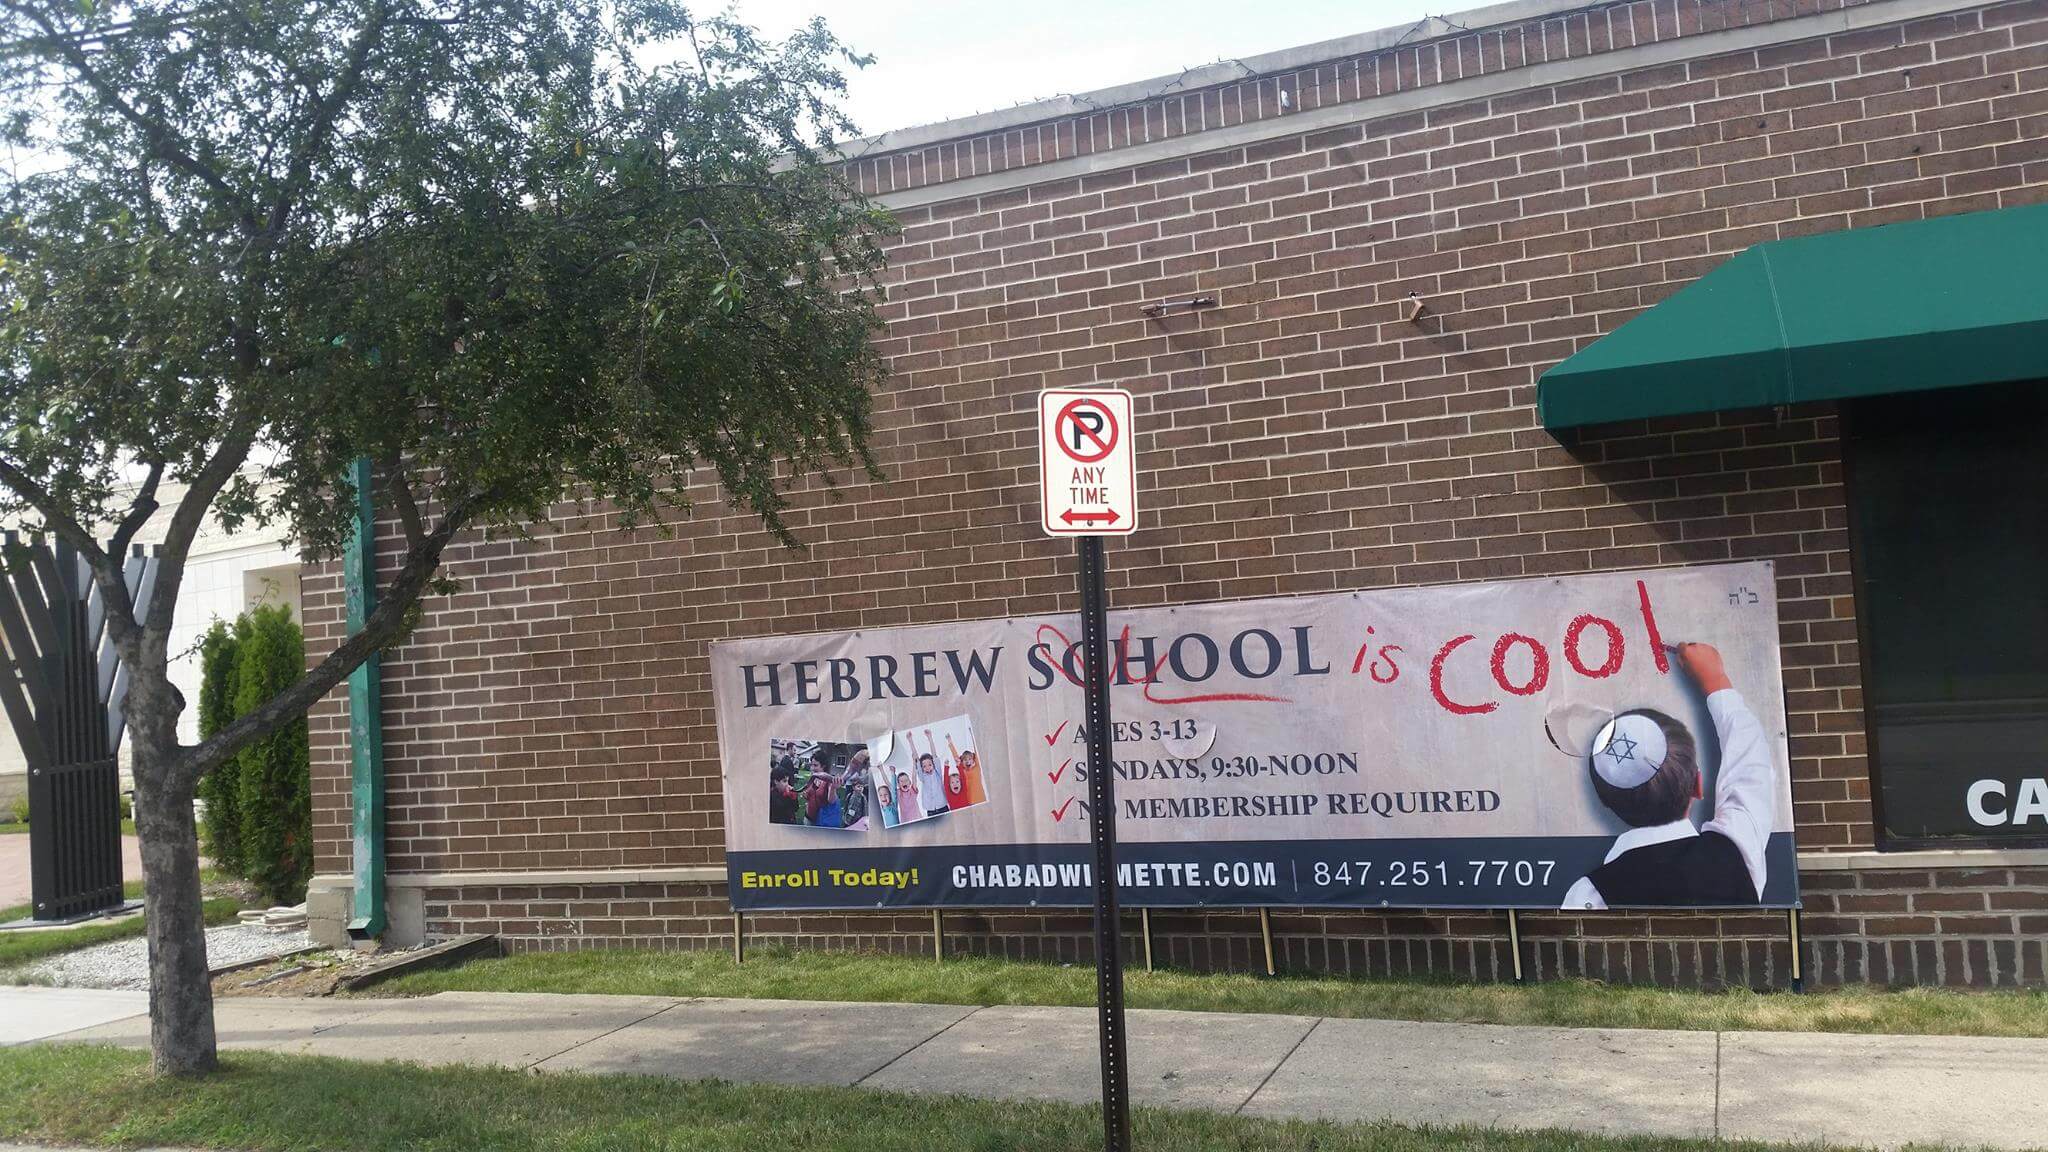 P
ANY
TIME
ב"ה
HEBREW SCHOOL is cool
AGES 3-13
SUNDAYS, 9:30-NOON
NO MEMBERSHIP REQUIRED
Enroll Today! CHABADWILMETTE.COM | 847.251.7707
CA